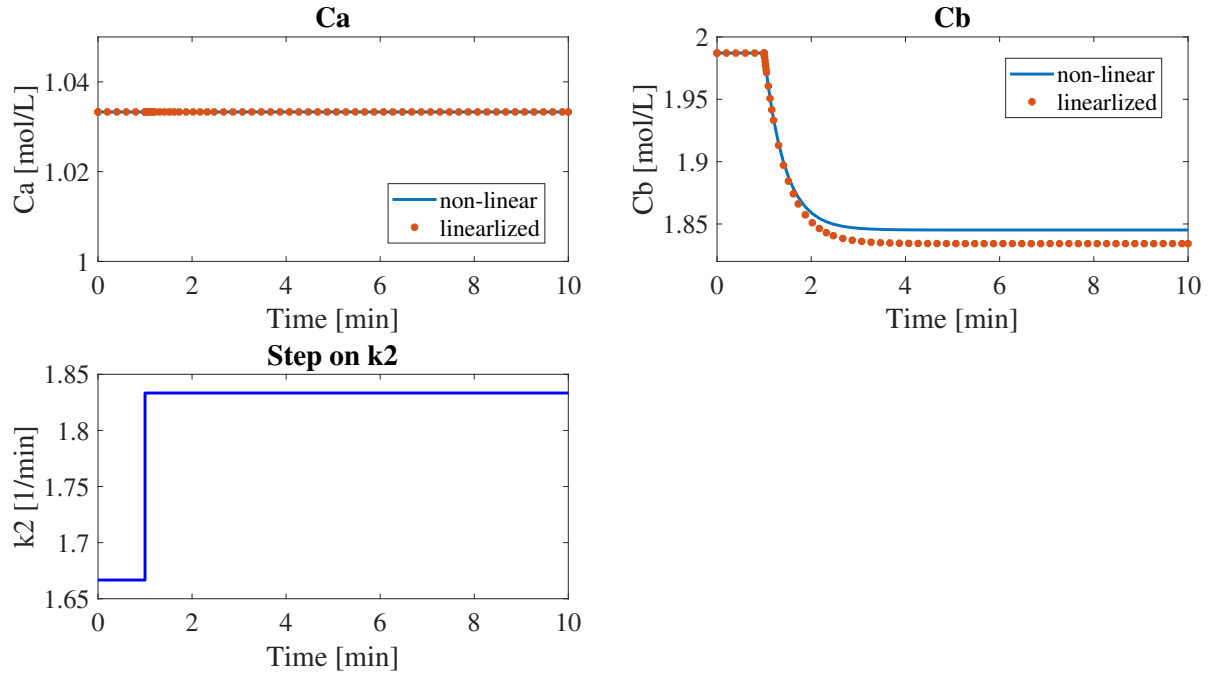 Ca
Ca [mol/L]
1.04
1.02
1
0 2 4 6 8 10
Time [min]
non-linear
linearlized
Cb
Cb [mol/L]
2
1.95
1.9
1.85
0 2 4 6 8 10
Time [min]
non-linear
linearlized
Step on k2
k2 [1/min]
1.85
1.8
1.75
1.7
1.65
0 2 4 6 8 10
Time [min]